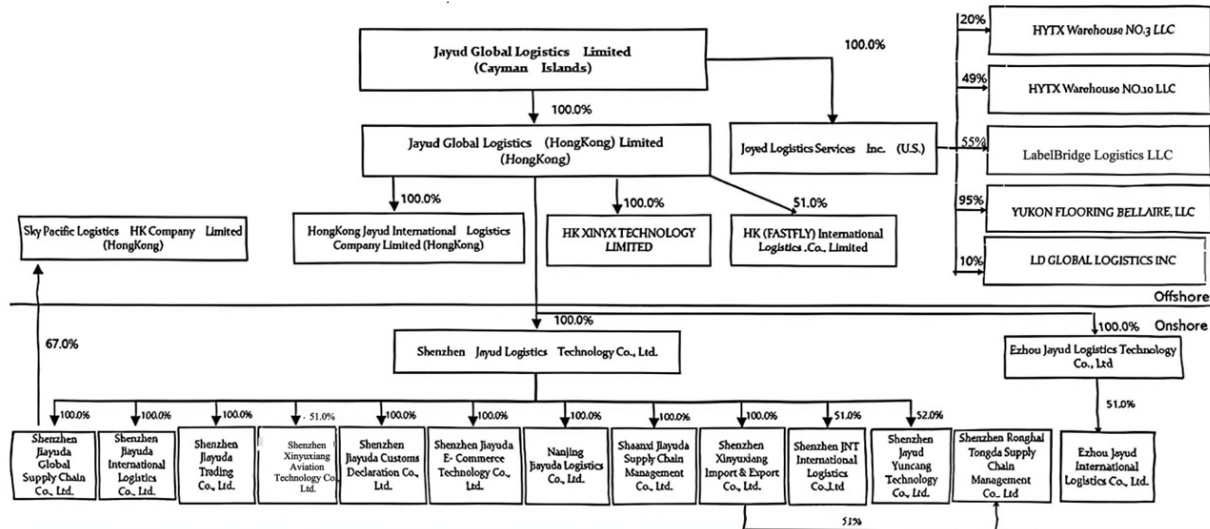 Jayud Global Logistics Limited
(Cayman Islands)
100.0%
20%
HYTX Warehouse NO.3 LLC
49%
HYTX Warehouse NO.10 LLC
100.0%
Jayud Global Logistics (HongKong) Limited
(HongKong)
Joyed Logistics Services Inc. (U.S.)
55%
LabelBridge Logistics LLC
100.0%
100.0%
51.0%
95%
YUKON FLOORING BELLAIRE, LLC
Sky Pacific Logistics HK Company Limited
(HongKong)
HongKong Jayud International Logistics
Company Limited (HongKong)
HK XINYX TECHNOLOGY
LIMITED
HK (FASTFLY) International
Logistics .Co., Limited
10%
LD GLOBAL LOGISTICS INC
Offshore
Onshore
67.0%
100.0%
100.0%
Shenzhen Jayud Logistics Technology Co., Ltd.
Ezhou Jayud Logistics Technology
Co., Ltd
100.0%
100.0%
100.0%
- 51.0%
100.0%
100.0%
100.0%
100.0%
100.0%
51.0%
52.0%
51.0%
Shenzhen
Jiayuda
Global
Supply Chain
Co., Ltd.
Shenzhen
Jiayuda
International
Logistics
Co., Ltd.
Shenzhen
Jiayuda
Trading
Co., Ltd.
Shenzhen
Xinyuxiang
Aviation
Technology Co.,
Ltd.
Shenzhen
Jiayuda Customs
Declaration Co.,
Ltd.
Shenzhen Jiayuda
E- Commerce
Technology Co.,
Ltd.
Nanjing
Jiayuda Logistics
Co., Ltd.
Shaanxi Jiayuda
Supply Chain
Management
Co., Ltd.
Shenzhen
Xinyuxiang
Import & Export
Co., Ltd.
Shenzhen JNT
International
Logistics
Co.,Ltd
Shenzhen
Jayud
Yuncang
Technology
Co., Ltd.
Shenzhen Ronghai
Tongda Supply
Chain
Management
Co., Ltd
Ezhou Jayud
International
Logistics Co., Ltd.
51%